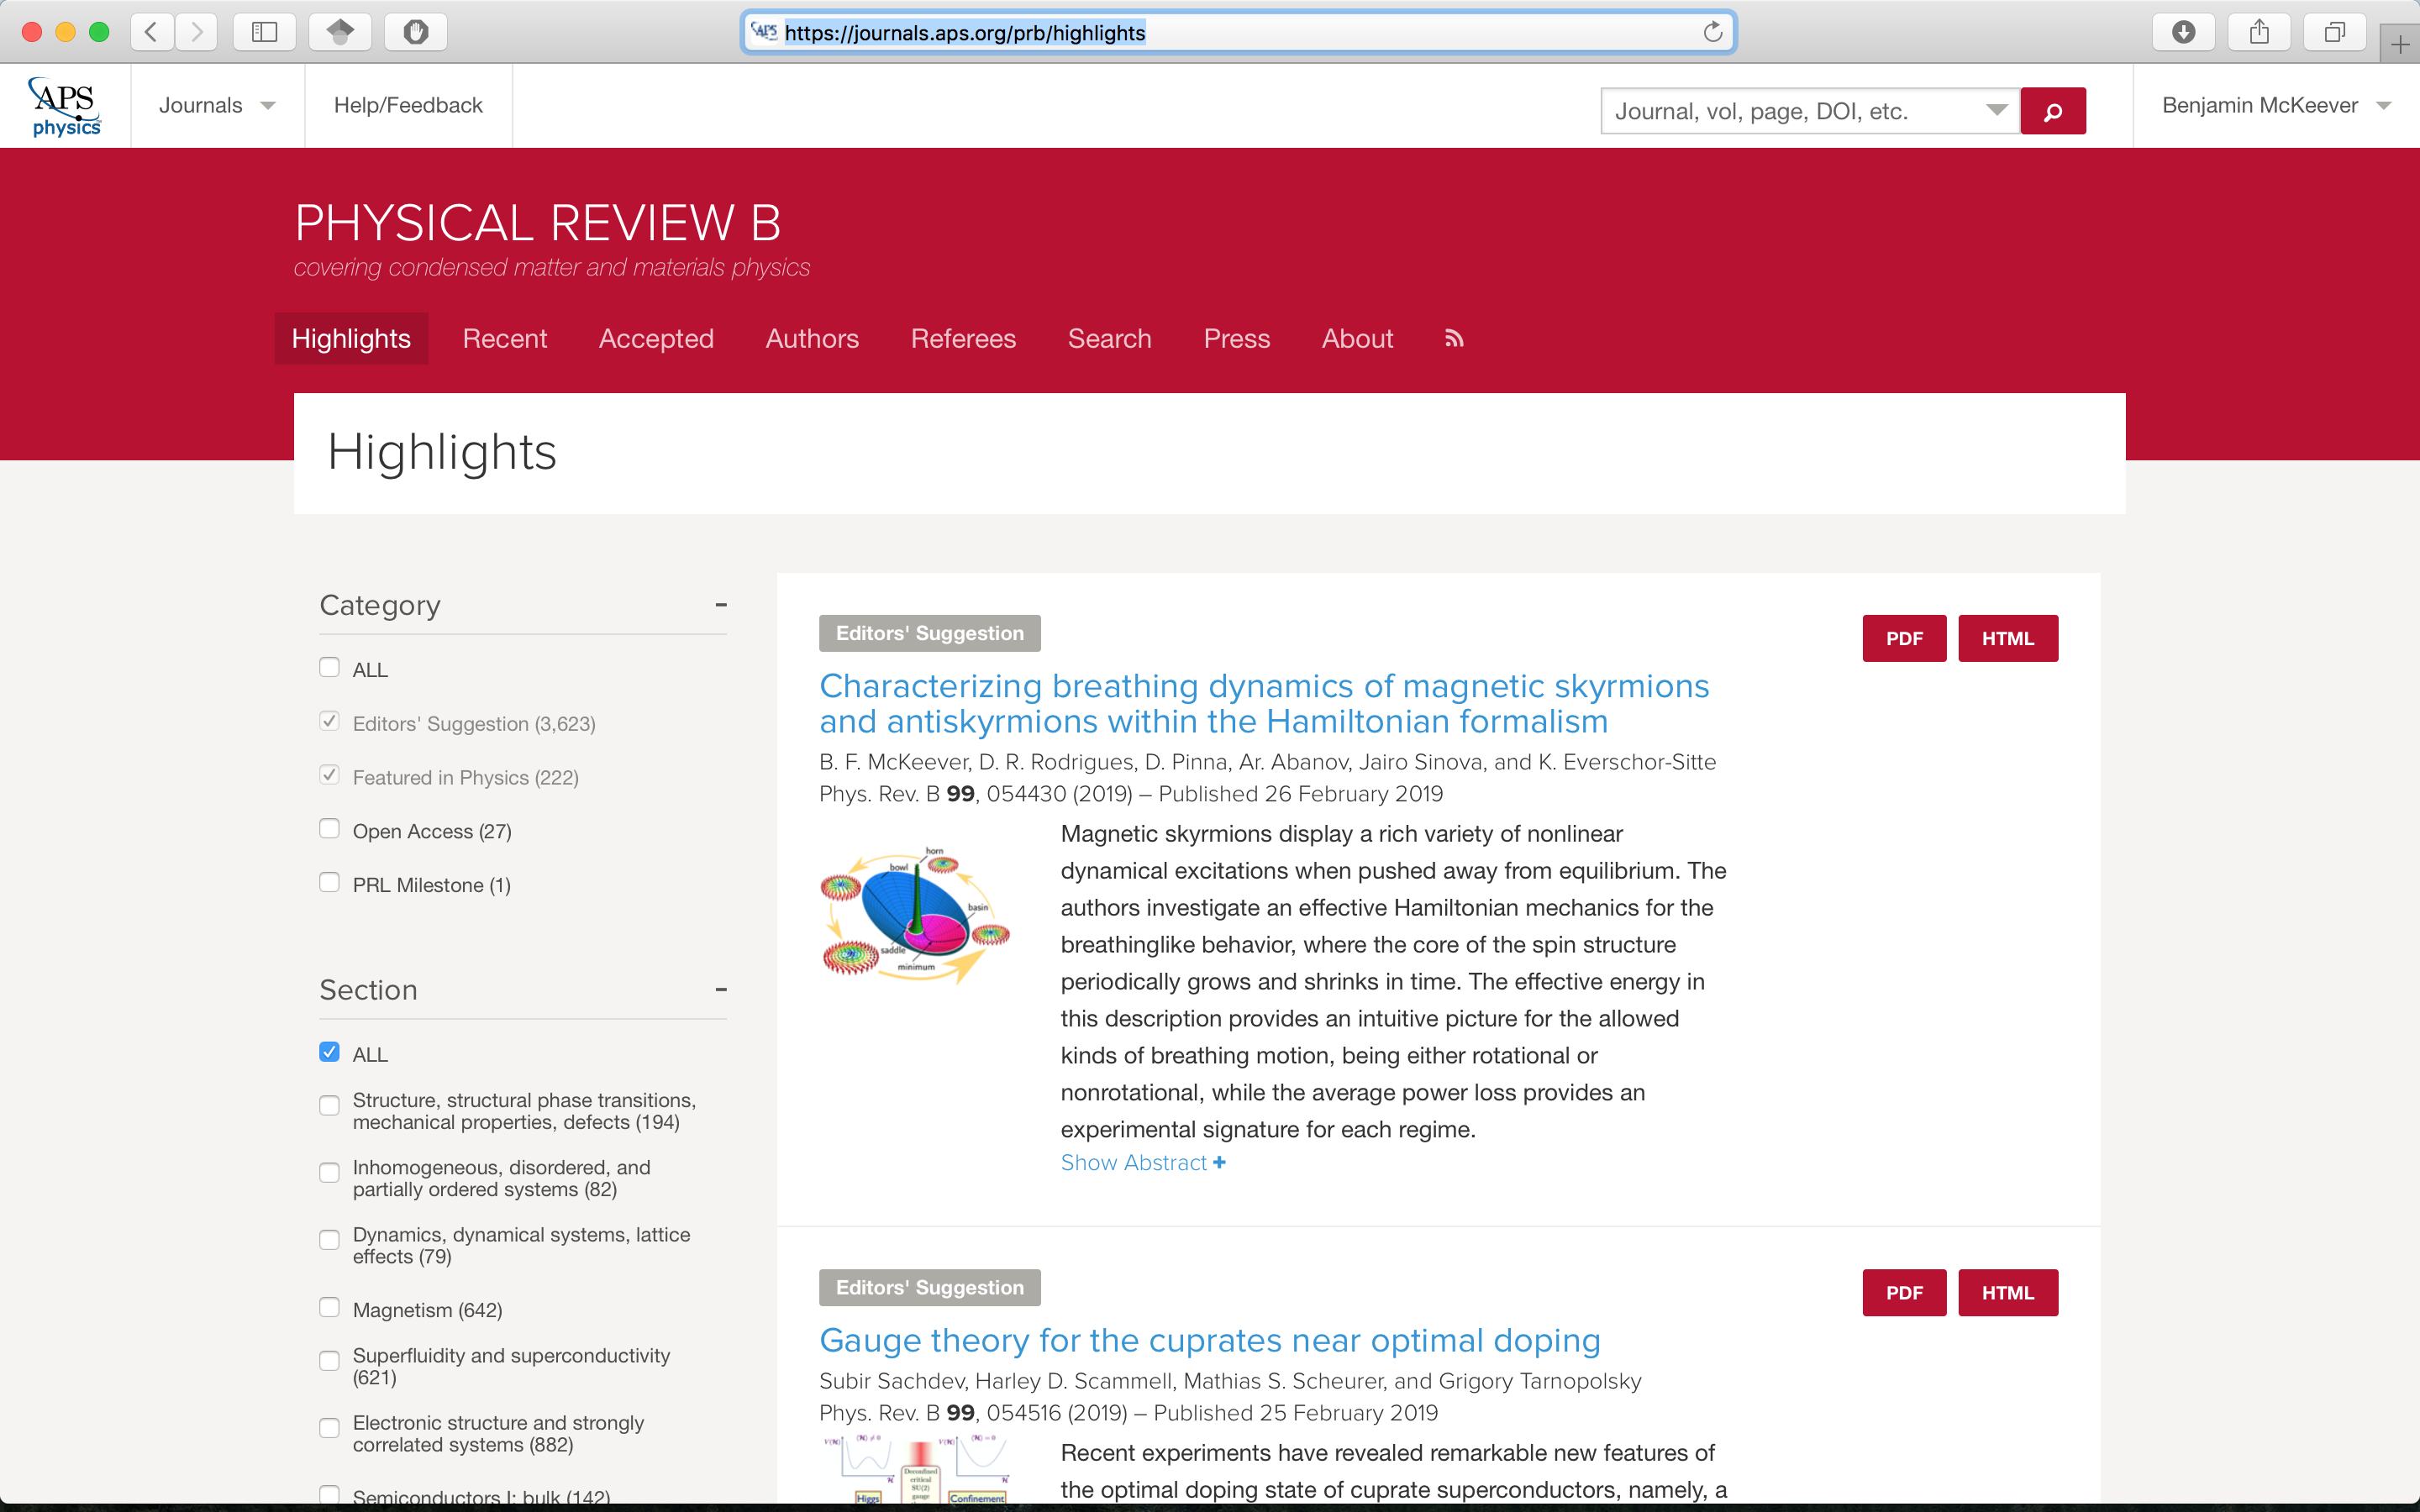 https://journals.aps.org/prb/highlights
APS
physics
Journals
Help/Feedback
Journal, vol, page, DOI, etc.
Benjamin McKeever
PHYSICAL REVIEW B
covering condensed matter and materials physics
Highlights
Recent
Accepted
Authors
Referees
Search
Press
About
Highlights
Category
-
ALL
Editors' Suggestion (3,623)
Featured in Physics (222)
Open Access (27)
PRL Milestone (1)
Section
-
ALL
Structure, structural phase transitions,
mechanical properties, defects (194)
Inhomogeneous, disordered, and
partially ordered systems (82)
Dynamics, dynamical systems, lattice
effects (79)
Magnetism (642)
Superfluidity and superconductivity
(621)
Electronic structure and strongly
correlated systems (882)
Semiconductors I: bulk (142)
Editors' Suggestion
PDF
HTML
Characterizing breathing dynamics of magnetic skyrmions
and antiskyrmions within the Hamiltonian formalism
B. F. McKeever, D. R. Rodrigues, D. Pinna, Ar. Abanov, Jairo Sinova, and K. Everschor-Sitte
Phys. Rev. B 99, 054430 (2019) – Published 26 February 2019
horn
bowl
basin
saddle
minimum
Magnetic skyrmions display a rich variety of nonlinear
dynamical excitations when pushed away from equilibrium. The
authors investigate an effective Hamiltonian mechanics for the
breathinglike behavior, where the core of the spin structure
periodically grows and shrinks in time. The effective energy in
this description provides an intuitive picture for the allowed
kinds of breathing motion, being either rotational or
nonrotational, while the average power loss provides an
experimental signature for each regime.
Show Abstract +
Editors' Suggestion
PDF
HTML
Gauge theory for the cuprates near optimal doping
Subir Sachdev, Harley D. Scammell, Mathias S. Scheurer, and Grigory Tarnopolsky
Phys. Rev. B 99, 054516 (2019) – Published 25 February 2019
Deconfined
critical
SU(2)
gauge
Higgs
Confinement
Recent experiments have revealed remarkable new features of
the optimal doping state of cuprate superconductors, namely, a